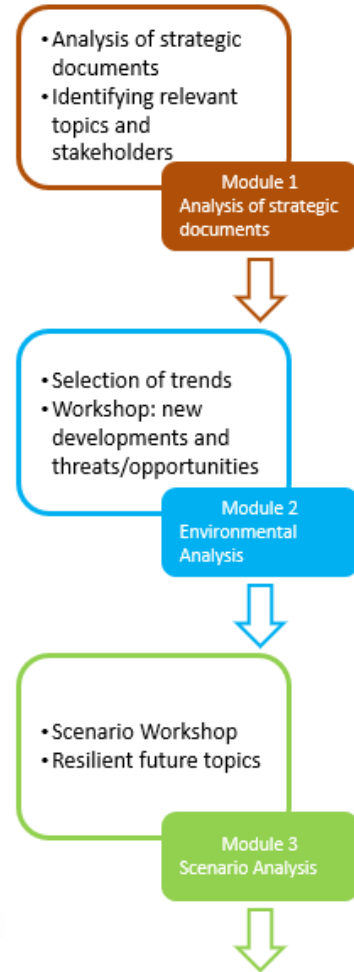 • Analysis of strategic
documents
• Identifying relevant
topics and
stakeholders
Module 1
Analysis of strategic
documents
• Selection of trends
• Workshop: new
developments and
threats/opportunities
Module 2
Environmental
Analysis
• Scenario Workshop
• Resilient future topics
Module 3
Scenario Analysis